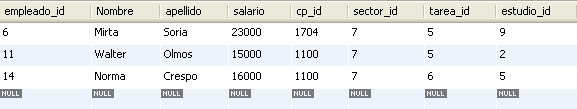 empleado_id Nombre apellido salario cp_id sector_id tarea_id estudio_id
6 Mirta Soria 23000 1704 7 5 9
11 Walter Olmos 15000 1100 7 5 2
14 Norma Crespo 16000 1100 7 6 5
NULL NULL NULL NULL NULL NULL NULL NULL